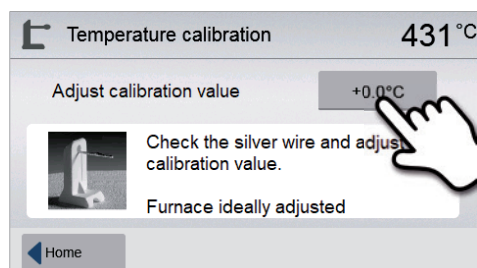 Temperature calibration 431°C
Adjust calibration value +0.0°C
Check the silver wire and adjust
calibration value.
Furnace ideally adjusted
Home